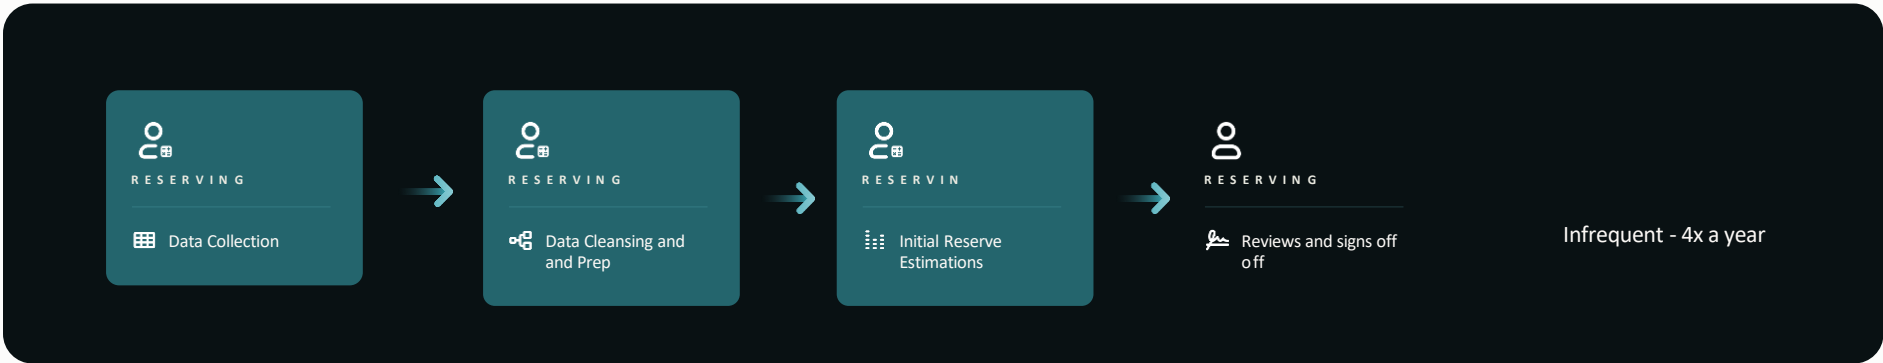 RESERVING
Data Collection
RESERVING
Data Cleansing and
and Prep
RESERVIN
Initial Reserve
Estimations
RESERVING
Reviews and signs off
off
Infrequent - 4x a year